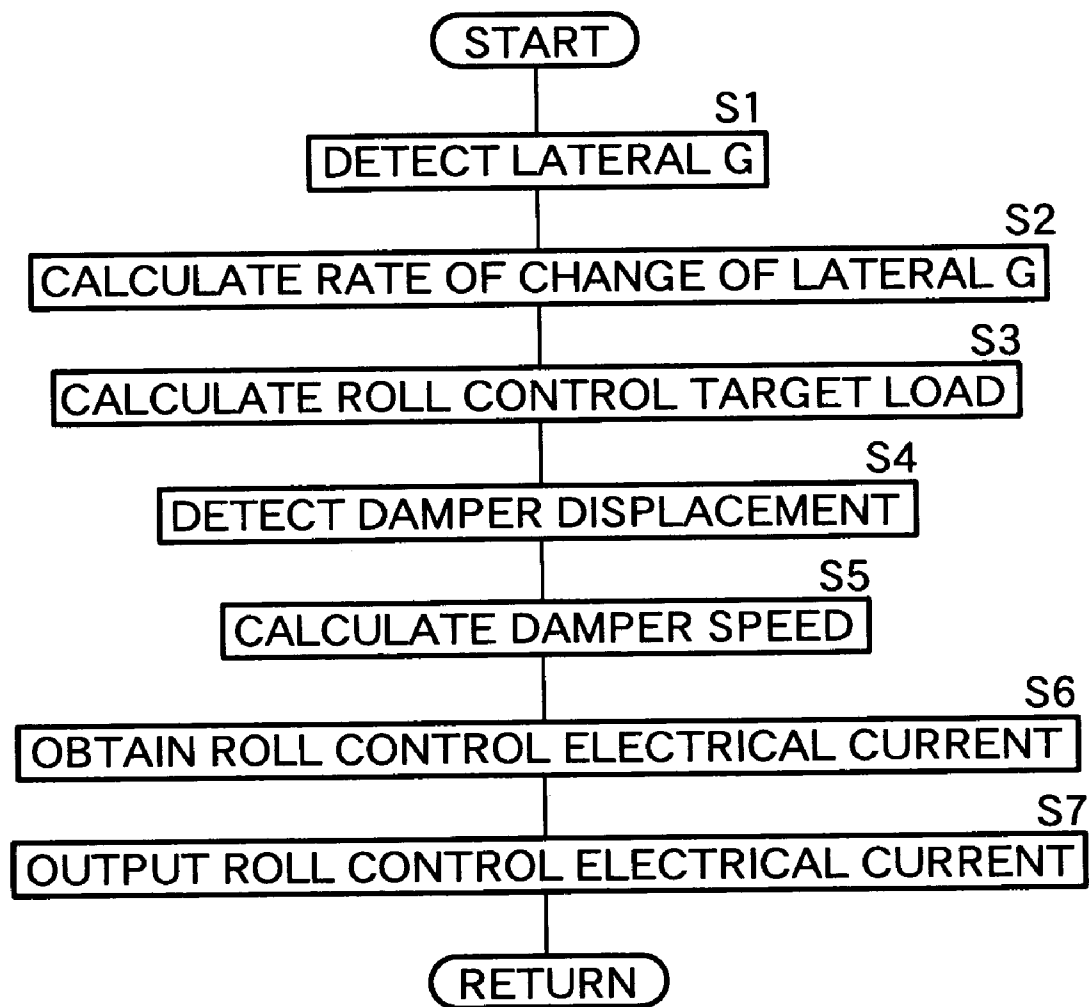 START
S1
DETECT LATERAL G
S2
CALCULATE RATE OF CHANGE OF LATERAL G
S3
CALCULATE ROLL CONTROL TARGET LOAD
S4
DETECT DAMPER DISPLACEMENT
S5
CALCULATE DAMPER SPEED
S6
OBTAIN ROLL CONTROL ELECTRICAL CURRENT
S7
OUTPUT ROLL CONTROL ELECTRICAL CURRENT
RETURN